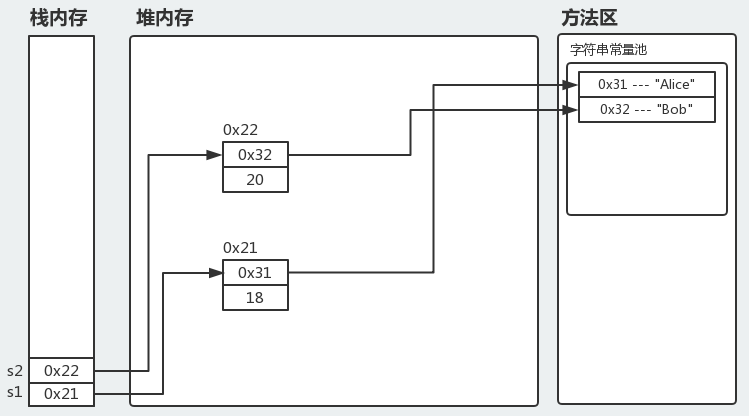 栈内存
堆内存
方法区
字符串常量池
0x31 --- "Alice"
0x32 --- "Bob"
0x22
0x32
20
0x21
0x31
18
s2 0x22
s1 0x21